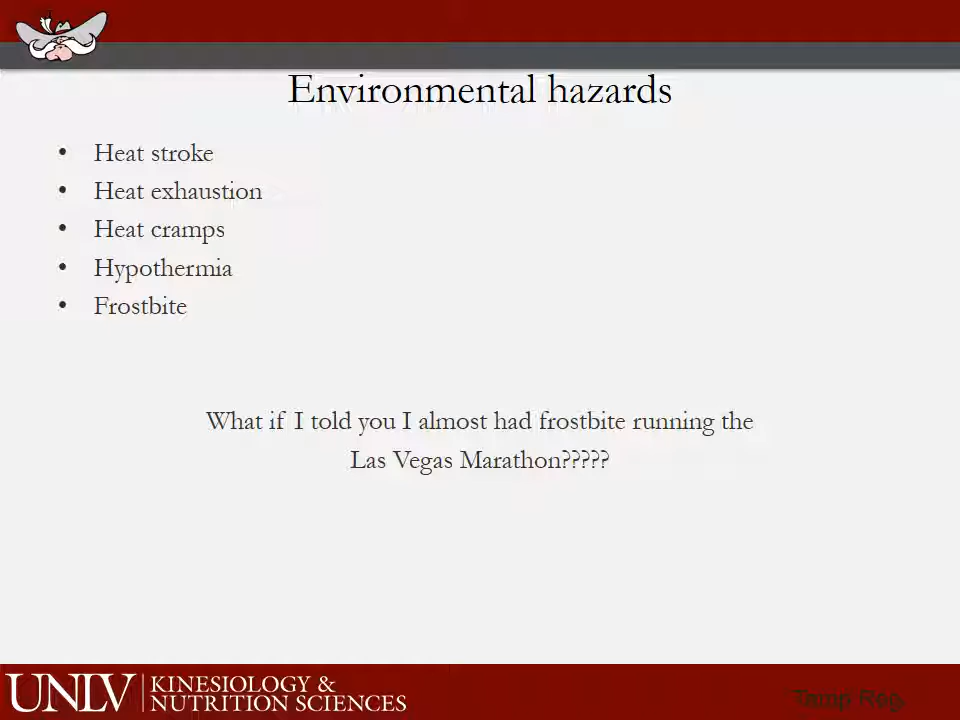 Environmental hazards
• Heat stroke
• Heat exhaustion
• Heat cramps
• Hypothermia
• Frostbite
What if I told you I almost had frostbite running the
Las Vegas Marathon?????
UNLV KINESIOLOGY &
NUTRITION SCIENCES
Temp Reg.